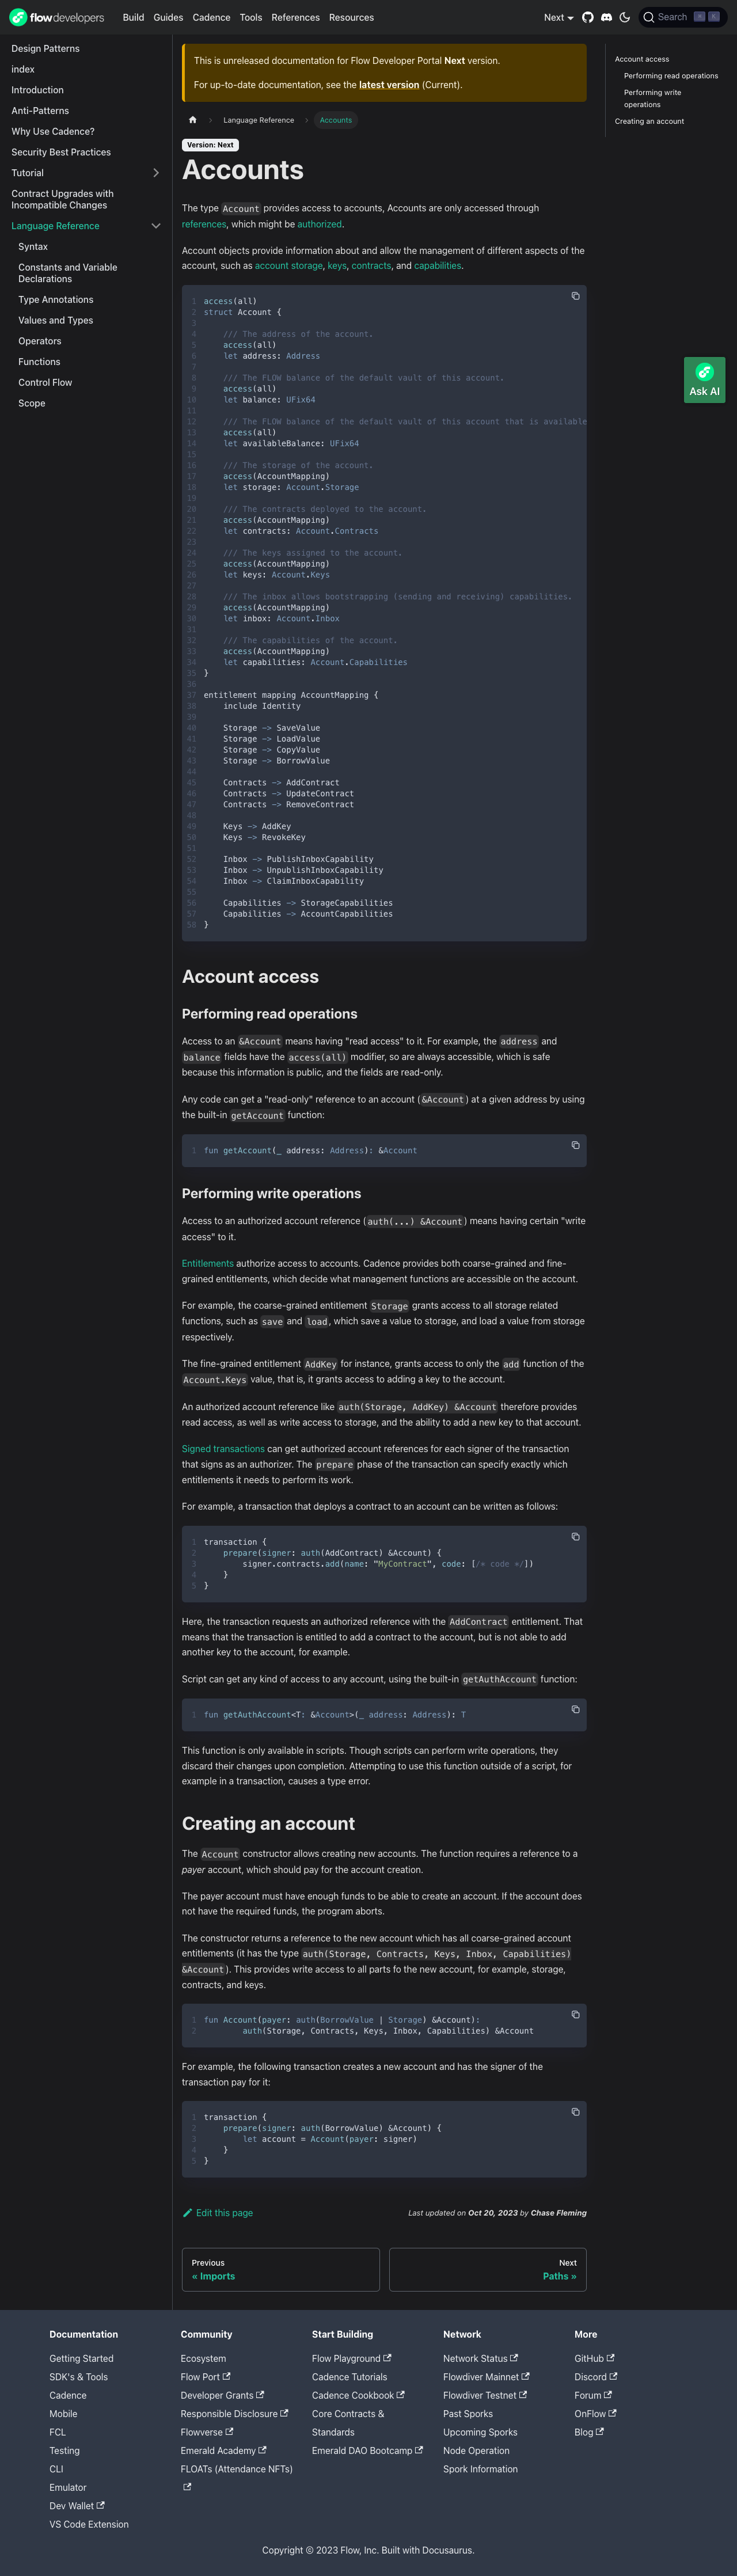 flow developers
Build
Guides
Cadence
Tools
References
Resources
Next
Search
Design Patterns
index
Introduction
Anti-Patterns
Why Use Cadence?
Security Best Practices
Tutorial
Contract Upgrades with
Incompatible Changes
Language Reference
Syntax
Constants and Variable
Declarations
Type Annotations
Values and Types
Operators
Functions
Control Flow
Scope
This is unreleased documentation for Flow Developer Portal Next version.
For up-to-date documentation, see the latest version (Current).
Language Reference
Accounts
Version: Next
Accounts
The type Account provides access to accounts, Accounts are only accessed through
references, which might be authorized.
Account objects provide information about and allow the management of different aspects of the
account, such as account storage, keys, contracts, and capabilities.
1 access(all)
2 struct Account {
3
4 /// The address of the account.
5 access(all)
6 let address: Address
7
8 /// The FLOW balance of the default vault of this account.
9 access(all)
10 let balance: UFix64
11
12 /// The FLOW balance of the default vault of this account that is available
13 access(all)
14 let availableBalance: UFix64
15
16 /// The storage of the account.
17 access(AccountMapping)
18 let storage: Account.Storage
19
20 /// The contracts deployed to the account.
21 access(AccountMapping)
22 let contracts: Account.Contracts
23
24 /// The keys assigned to the account.
25 access(AccountMapping)
26 let keys: Account.Keys
27
28 /// The inbox allows bootstrapping (sending and receiving) capabilities.
29 access(AccountMapping)
30 let inbox: Account.Inbox
31
32 /// The capabilities of the account.
33 access(AccountMapping)
34 let capabilities: Account.Capabilities
35 }
36
37 entitlement mapping AccountMapping {
38 include Identity
39
40 Storage -> SaveValue
41 Storage -> LoadValue
42 Storage -> CopyValue
43 Storage -> BorrowValue
44
45 Contracts -> AddContract
46 Contracts -> UpdateContract
47 Contracts -> RemoveContract
48
49 Keys -> AddKey
50 Keys -> RevokeKey
51
52 Inbox -> PublishInboxCapability
53 Inbox -> UnpublishInboxCapability
54 Inbox -> ClaimInboxCapability
55
56 Capabilities -> StorageCapabilities
57 Capabilities -> AccountCapabilities
58 }
Account access
Performing read operations
Access to an &Account means having "read access" to it. For example, the address and
balance fields have the access(all) modifier, so are always accessible, which is safe
because this information is public, and the fields are read-only.
Any code can get a "read-only" reference to an account (&Account) at a given address by using
the built-in getAccount function:
1 fun getAccount(_ address: Address): &Account
Performing write operations
Access to an authorized account reference (auth(...) &Account) means having certain "write
access" to it.
Entitlements authorize access to accounts. Cadence provides both coarse-grained and fine-
grained entitlements, which decide what management functions are accessible on the account.
For example, the coarse-grained entitlement Storage grants access to all storage related
functions, such as save and load, which save a value to storage, and load a value from storage
respectively.
The fine-grained entitlement AddKey for instance, grants access to only the add function of the
Account.Keys value, that is, it grants access to adding a key to the account.
An authorized account reference like auth(Storage, AddKey) &Account therefore provides
read access, as well as write access to storage, and the ability to add a new key to that account.
Signed transactions can get authorized account references for each signer of the transaction
that signs as an authorizer. The prepare phase of the transaction can specify exactly which
entitlements it needs to perform its work.
For example, a transaction that deploys a contract to an account can be written as follows:
1 transaction {
2 prepare(signer: auth(AddContract) &Account) {
3 signer.contracts.add(name: "MyContract", code: [/* code */])
4 }
5 }
Here, the transaction requests an authorized reference with the AddContract entitlement. That
means that the transaction is entitled to add a contract to the account, but is not able to add
another key to the account, for example.
Script can get any kind of access to any account, using the built-in getAuthAccount function:
1 fun getAuthAccount<T: &Account>(_ address: Address): T
This function is only available in scripts. Though scripts can perform write operations, they
discard their changes upon completion. Attempting to use this function outside of a script, for
example in a transaction, causes a type error.
Creating an account
The Account constructor allows creating new accounts. The function requires a reference to a
payer account, which should pay for the account creation.
The payer account must have enough funds to be able to create an account. If the account does
not have the required funds, the program aborts.
The constructor returns a reference to the new account which has all coarse-grained account
entitlements (it has the type auth(Storage, Contracts, Keys, Inbox, Capabilities)
&Account). This provides write access to all parts fo the new account, for example, storage,
contracts, and keys.
1 fun Account(payer: auth(BorrowValue | Storage) &Account):
2 auth(Storage, Contracts, Keys, Inbox, Capabilities) &Account
For example, the following transaction creates a new account and has the signer of the
transaction pay for it:
1 transaction {
2 prepare(signer: auth(BorrowValue) &Account) {
3 let account = Account(payer: signer)
4 }
5 }
Edit this page
Last updated on Oct 20, 2023 by Chase Fleming
Previous
« Imports
Next
Paths »
Account access
Performing read operations
Performing write
operations
Creating an account
Ask AI
Documentation
Getting Started
SDK's & Tools
Cadence
Mobile
FCL
Testing
CLI
Emulator
Dev Wallet
VS Code Extension
Community
Ecosystem
Flow Port
Developer Grants
Responsible Disclosure
Flowverse
Emerald Academy
FLOATs (Attendance NFTs)
Start Building
Flow Playground
Cadence Tutorials
Cadence Cookbook
Core Contracts &
Standards
Emerald DAO Bootcamp
Network
Network Status
Flowdiver Mainnet
Flowdiver Testnet
Past Sporks
Upcoming Sporks
Node Operation
Spork Information
More
GitHub
Discord
Forum
OnFlow
Blog
Copyright © 2023 Flow, Inc. Built with Docusaurus.